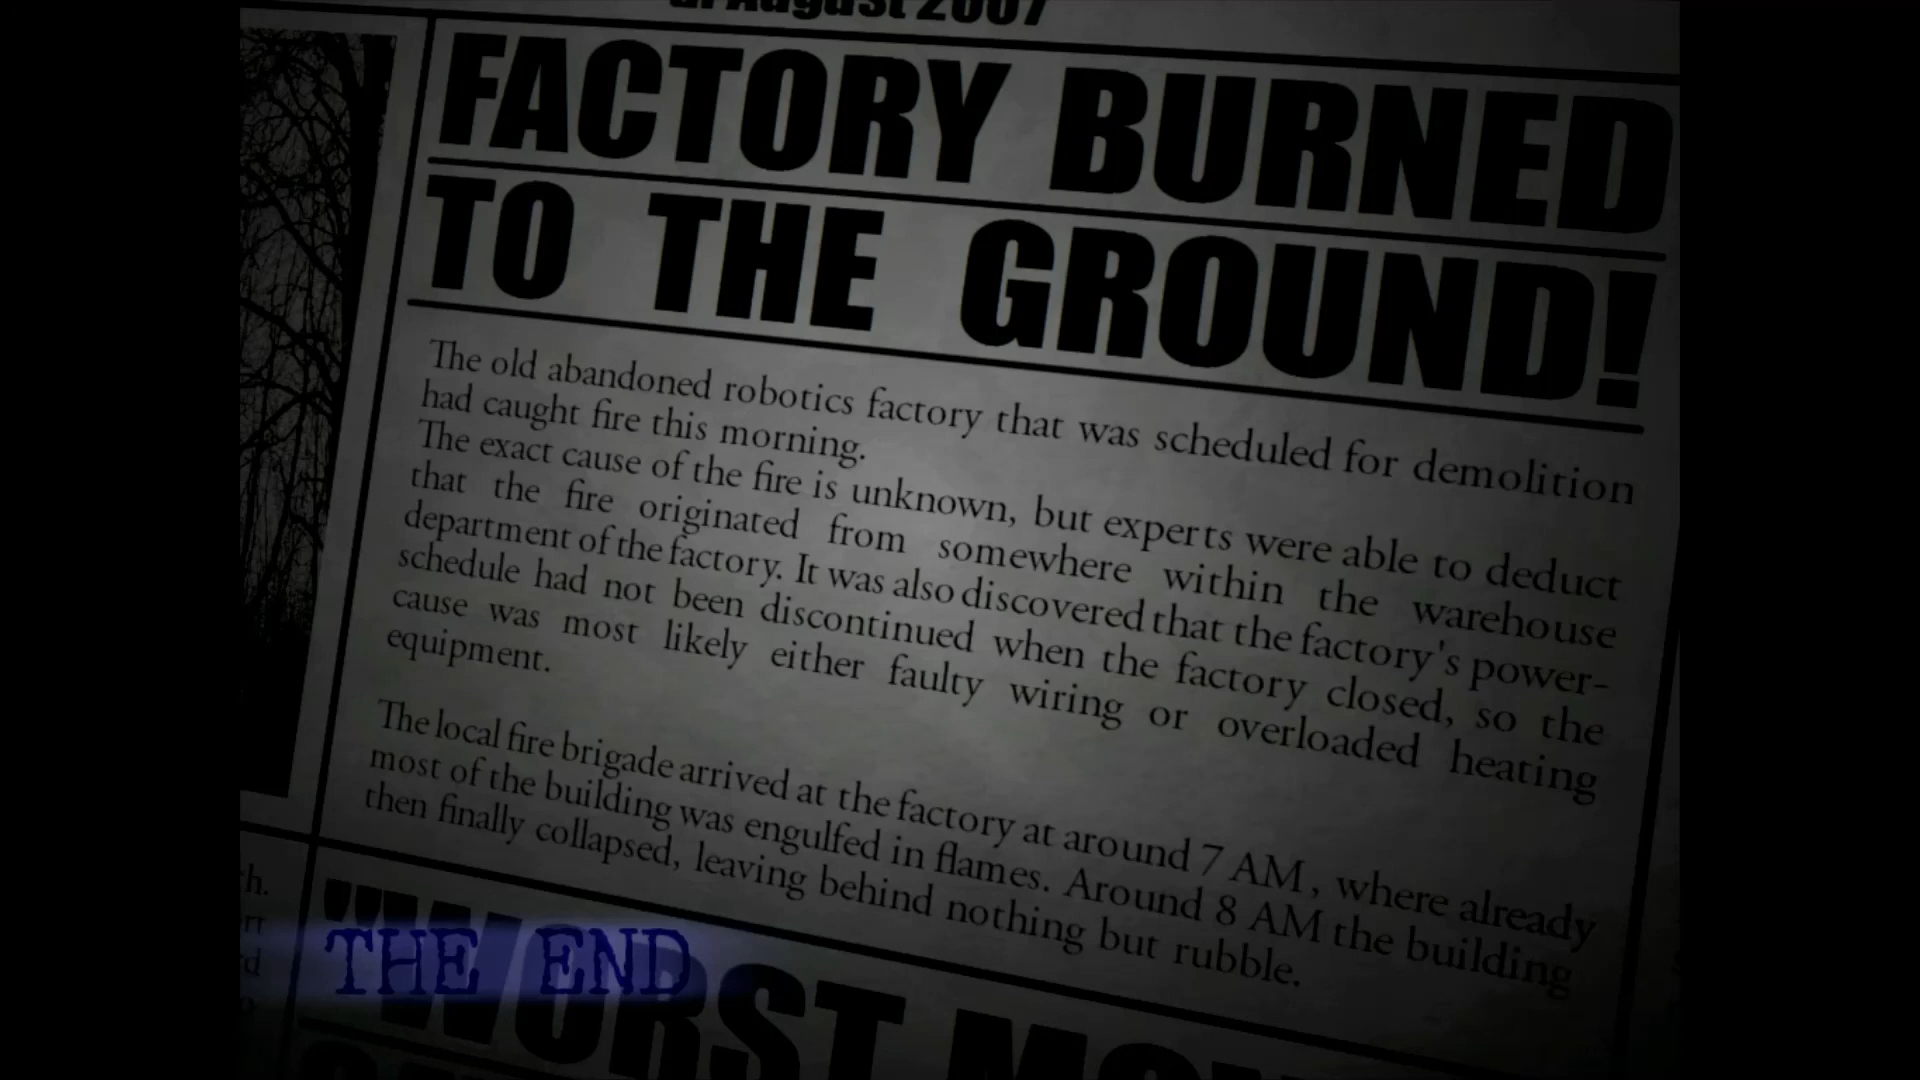 August 2007
FACTORY BURNED
TO THE GROUND!
The old abandoned robotics factory that was scheduled for demolition
had caught fire this morning.
The exact cause of the fire is unknown, but experts were able to deduct
that the fire originated from somewhere within the warehouse
department of the factory. It was also discovered that the factory's power-
schedule had not been discontinued when the factory closed, so the
cause was most likely either faulty wiring or overloaded heating
equipment.
The local fire brigade arrived at the factory at around 7 AM, where already
most of the building was engulfed in flames. Around 8 AM the building
then finally collapsed, leaving behind nothing but rubble.
h.
rt
d
THE END
"WORST